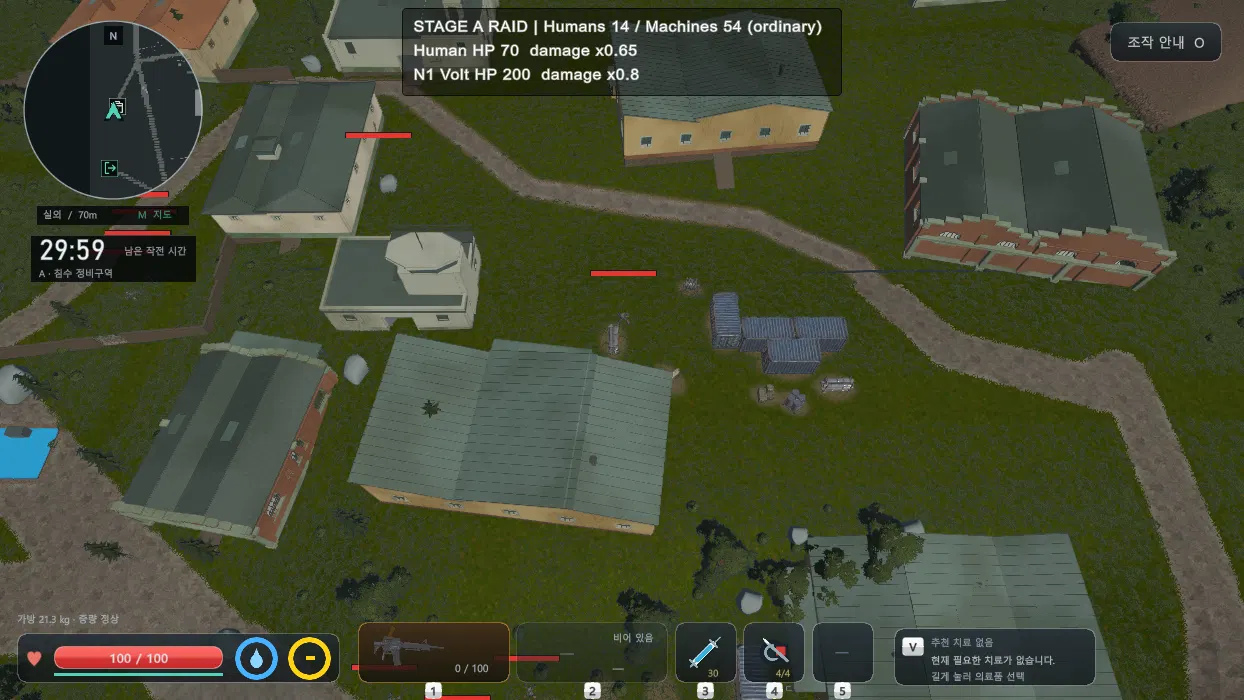 STAGE A RAID | Humans 14 / Machines 54 (ordinary)
Human HP 70 damage x0.65
N1 Volt HP 200 damage x0.8
조작 안내 O
N
실외 / 70m M 지도
29:59 남은 작전 시간
A · 침수 정비구역
가방 21.3 kg · 중량 정상
100 / 100
0 / 100
1
비어 있음
2
30
3
4/4
4
5
V 추천 치료 없음
현재 필요한 치료가 없습니다.
길게 눌러 의료품 선택